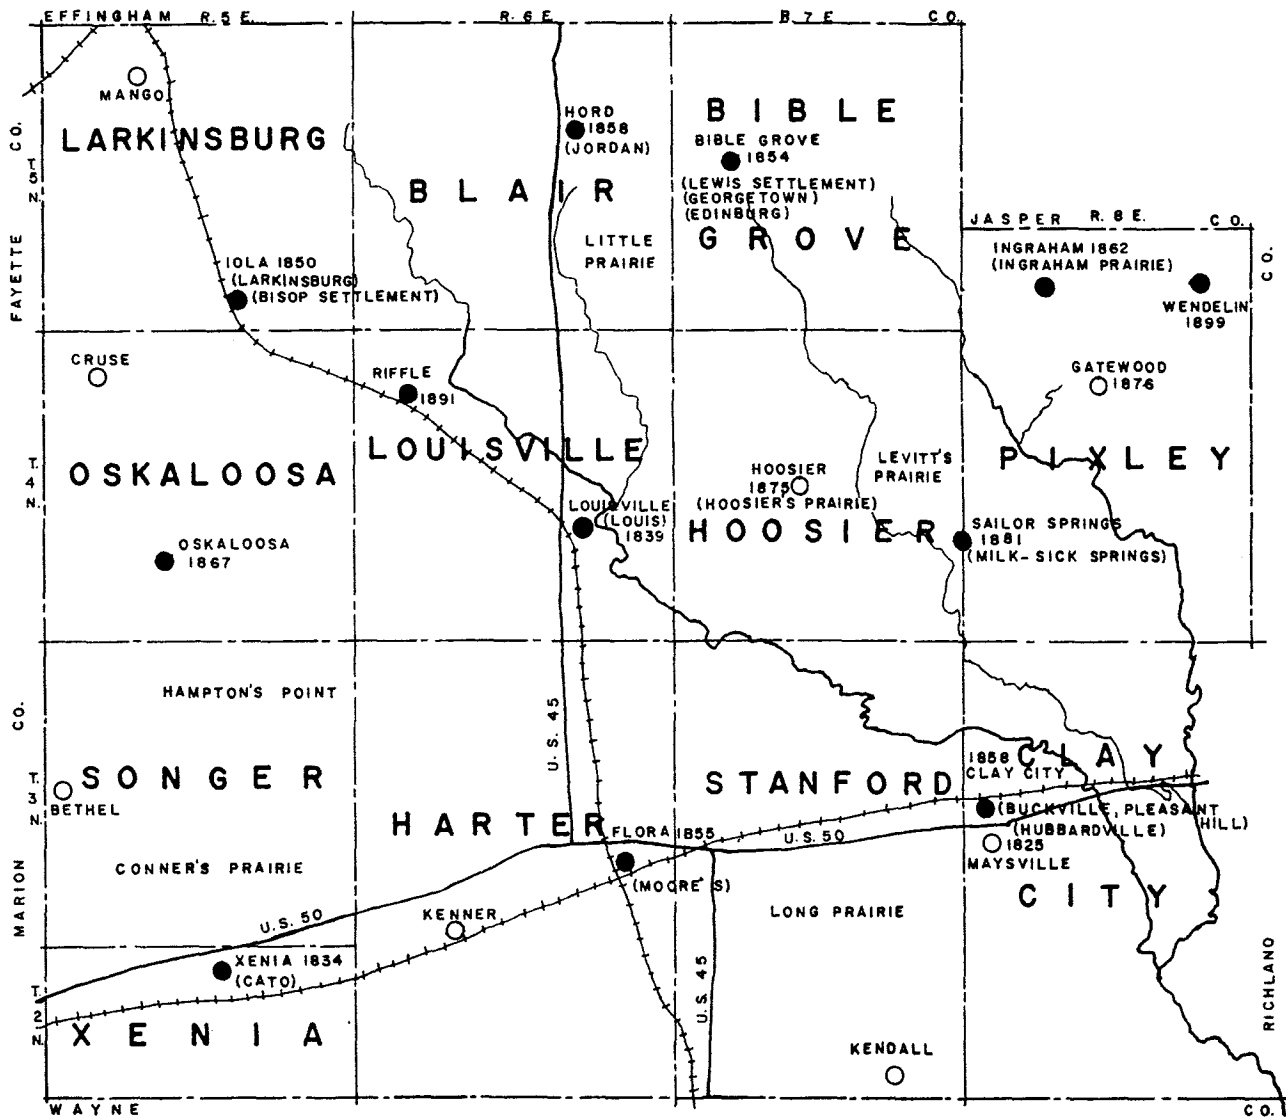 EFFINGHAM R.5 E. R.6 E. B.7 E CO.
MANGO
LARKINSBURG
HORD
1858
(JORDAN)
BIBLE
BIBLE GROVE
1854
(LEWIS SETTLEMENT)
(GEORGETOWN)
(EDINBURG)
GROVE
BLAIR
LITTLE
PRAIRIE
CO.
T.
5
N.
FAYETTE
JASPER R.8 E. CO.
INGRAHAM 1862
(INGRAHAM PRAIRIE)
WENDELIN
1899
CO.
IOLA 1850
(LARKINSBURG)
(BISOP SETTLEMENT)
CRUSE
RIFFLE
1891
GATEWOOD
1876
LOUISVILLE
OSKALOOSA
T.
4
N.
HOOSIER
1875
(HOOSIER'S PRAIRIE)
LEVITT'S
PRAIRIE
PIXLEY
LOUISVILLE
(LOUIS)
1839
HOOSIER
SAILOR SPRINGS
1881
(MILK-SICK SPRINGS)
OSKALOOSA
1867
HAMPTON'S POINT
CO.
U.S. 45
SONGER
T.
3
N.
BETHEL
STANFORD
1858
CLAY CITY
CLAY
(BUCKVILLE, PLEASANT
HILL)
(HUBBARDVILLE)
1825
MAYSVILLE
CITY
HARTER
FLORA 1855
(MOORE'S)
U.S. 50
CONNER'S PRAIRIE
MARION
U.S. 50
KENNER
LONG PRAIRIE
XENIA 1834
(CATO)
T.
2
N.
XENIA
U.S. 45
KENDALL
RICHLANO
WAYNE CO.